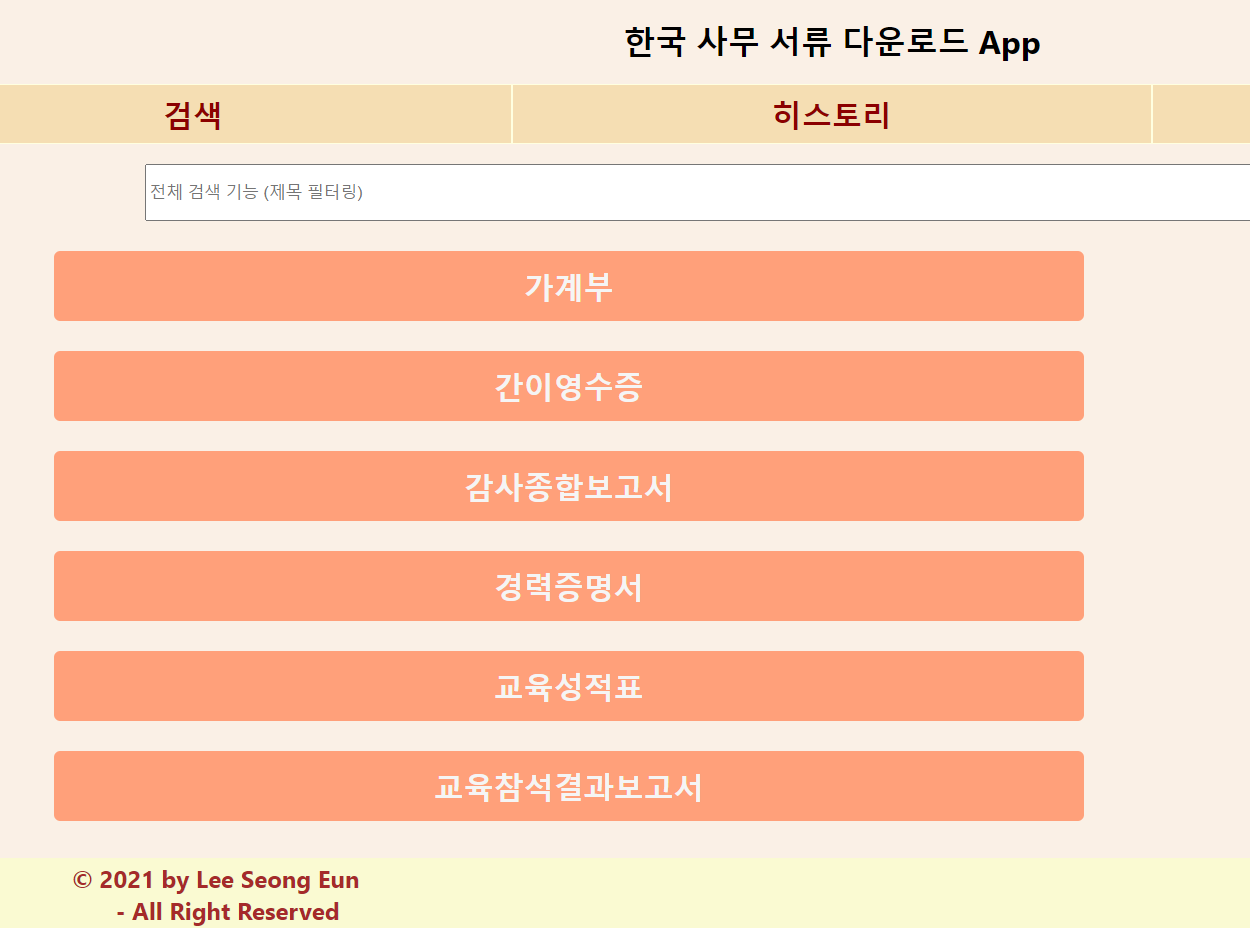 한국 사무 서류 다운로드 App
검색
히스토리
전체 검색 기능 (제목 필터링)
가계부
간이영수증
감사종합보고서
경력증명서
교육성적표
교육참석결과보고서
© 2021 by Lee Seong Eun
- All Right Reserved